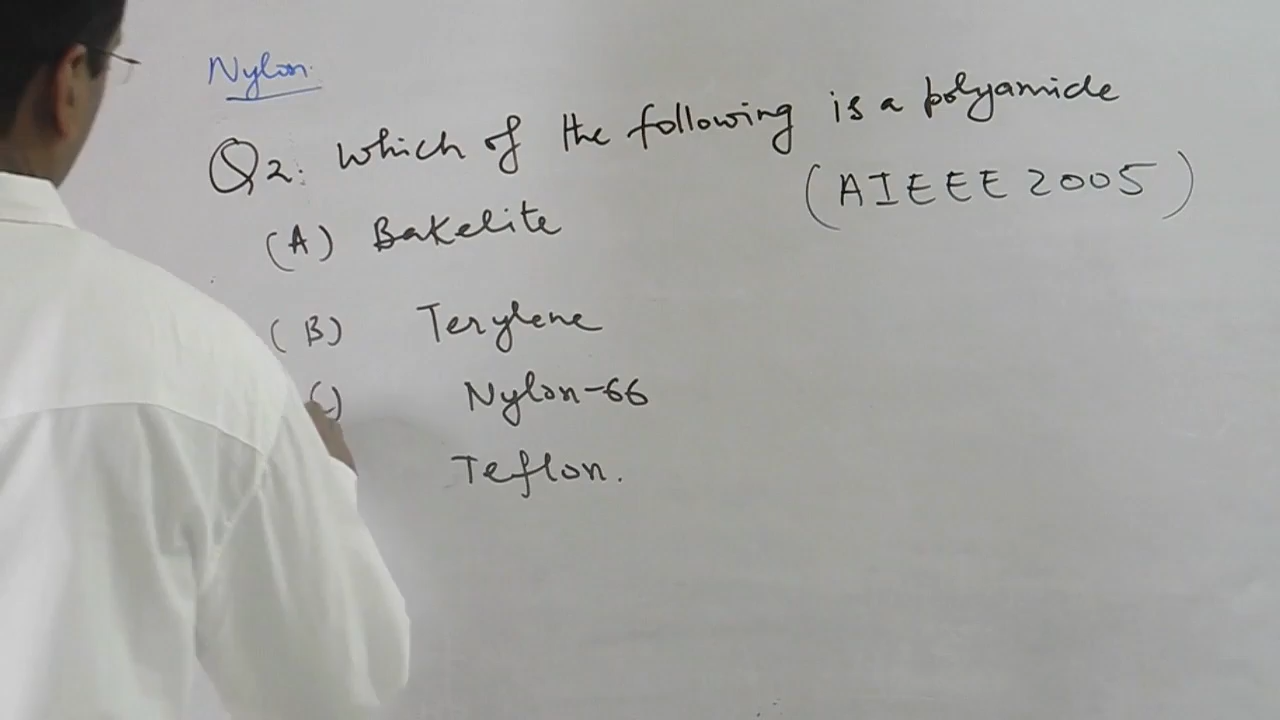 Nylon
Q2: Which of the following is a polyamide
(AIEEE 2005)
(A) Bakelite
(B) Terylene
() Nylon-66
Teflon.